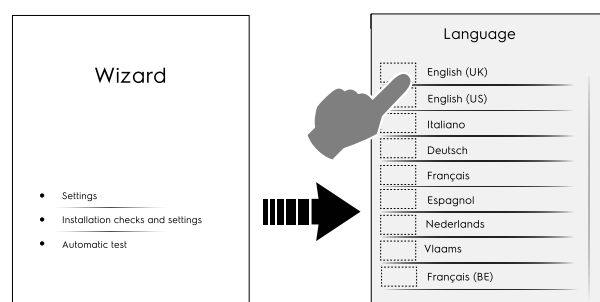 Wizard
Settings
Installation checks and settings
Automatic test
Language
English (UK)
English (US)
Italiano
Deutsch
Français
Espagnol
Nederlands
Vlaams
Français (BE)